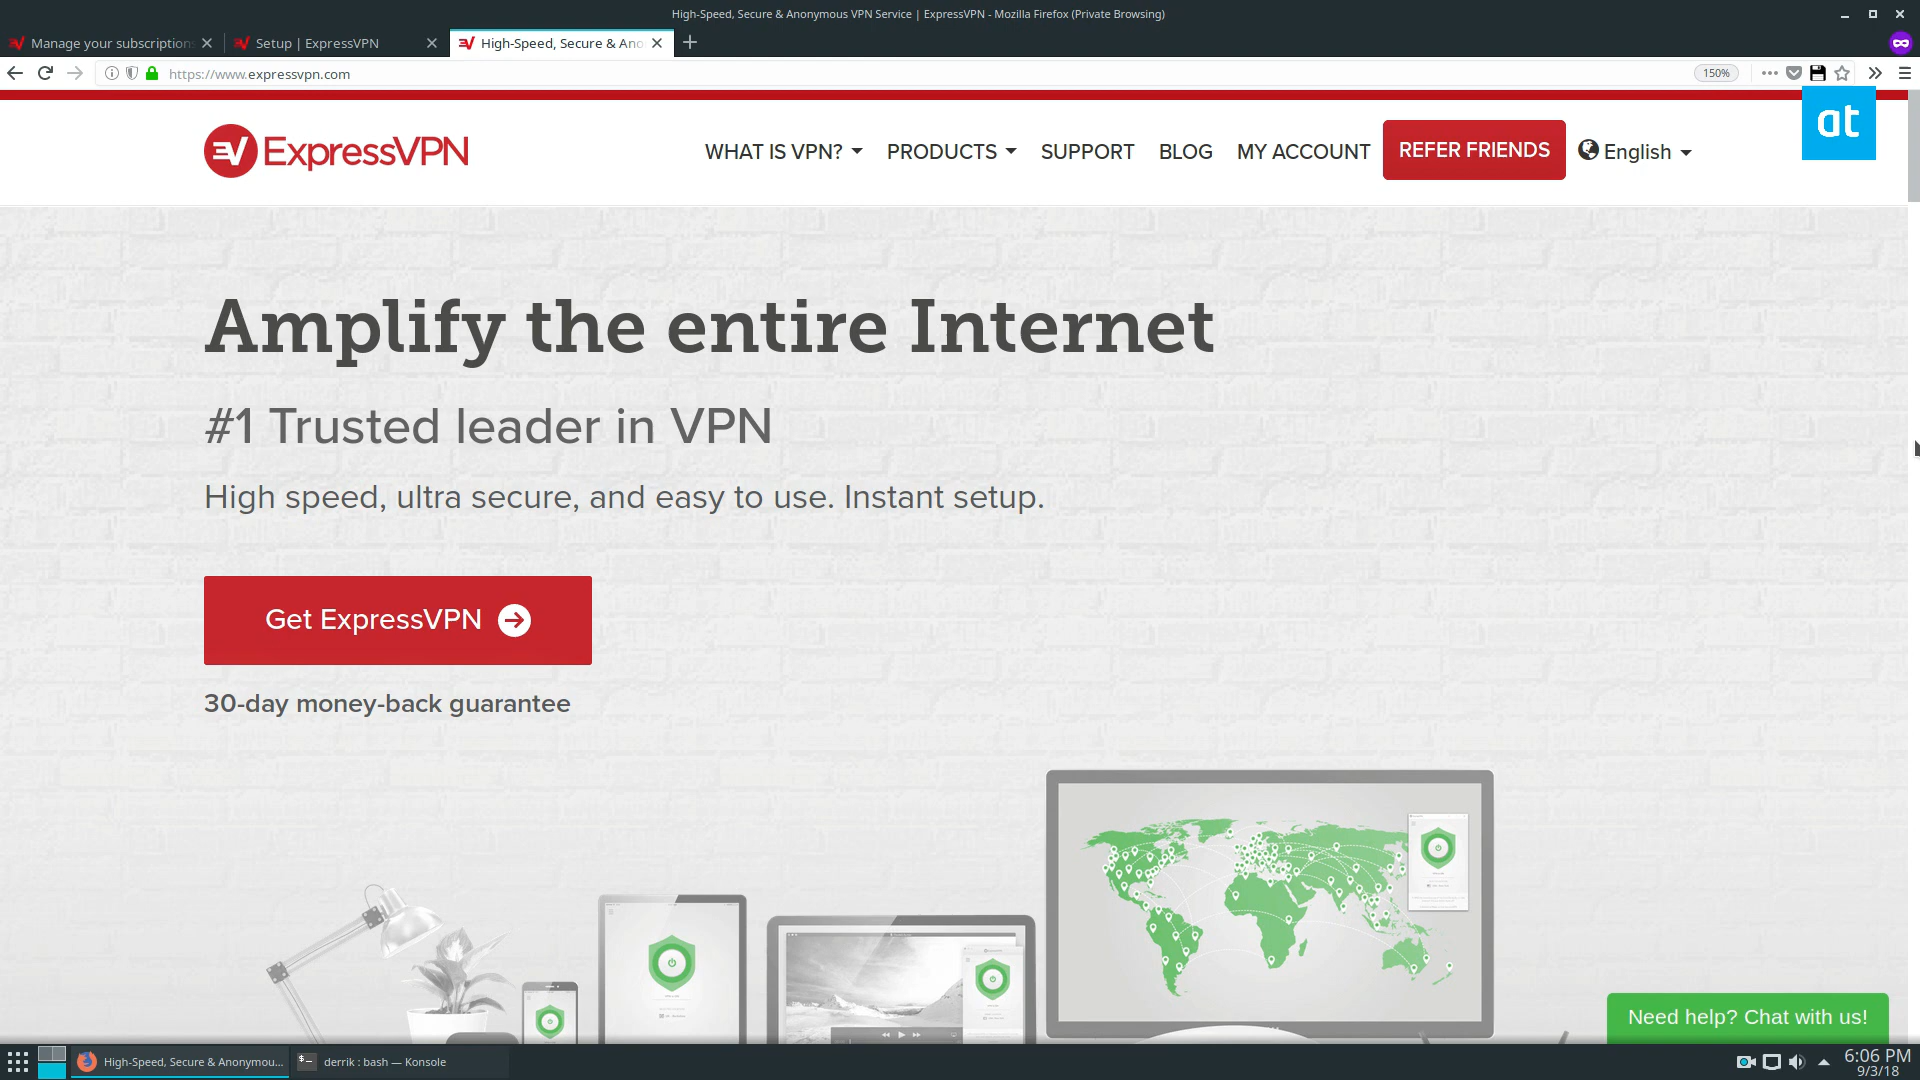 High-Speed, Secure & Anonymous VPN Service | ExpressVPN - Mozilla Firefox (Private Browsing)
Manage your subscriptions
Setup | ExpressVPN
High-Speed, Secure & Ano
https://www.expressvpn.com
150%
at
ExpressVPN
WHAT IS VPN? PRODUCTS SUPPORT BLOG MY ACCOUNT REFER FRIENDS English
Amplify the entire Internet
#1 Trusted leader in VPN
High speed, ultra secure, and easy to use. Instant setup.
Get ExpressVPN
30-day money-back guarantee
Need help? Chat with us!
High-Speed, Secure & Anonymou...
derrik : bash — Konsole
6:06 PM
9/3/18